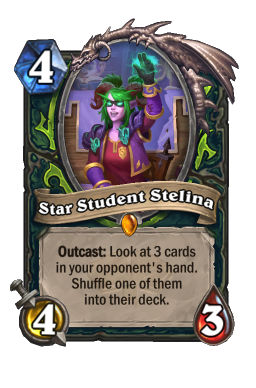 4
Star Student Stelina
Outcast: Look at 3 cards
in your opponent's hand.
Shuffle one of them
into their deck.
4
3